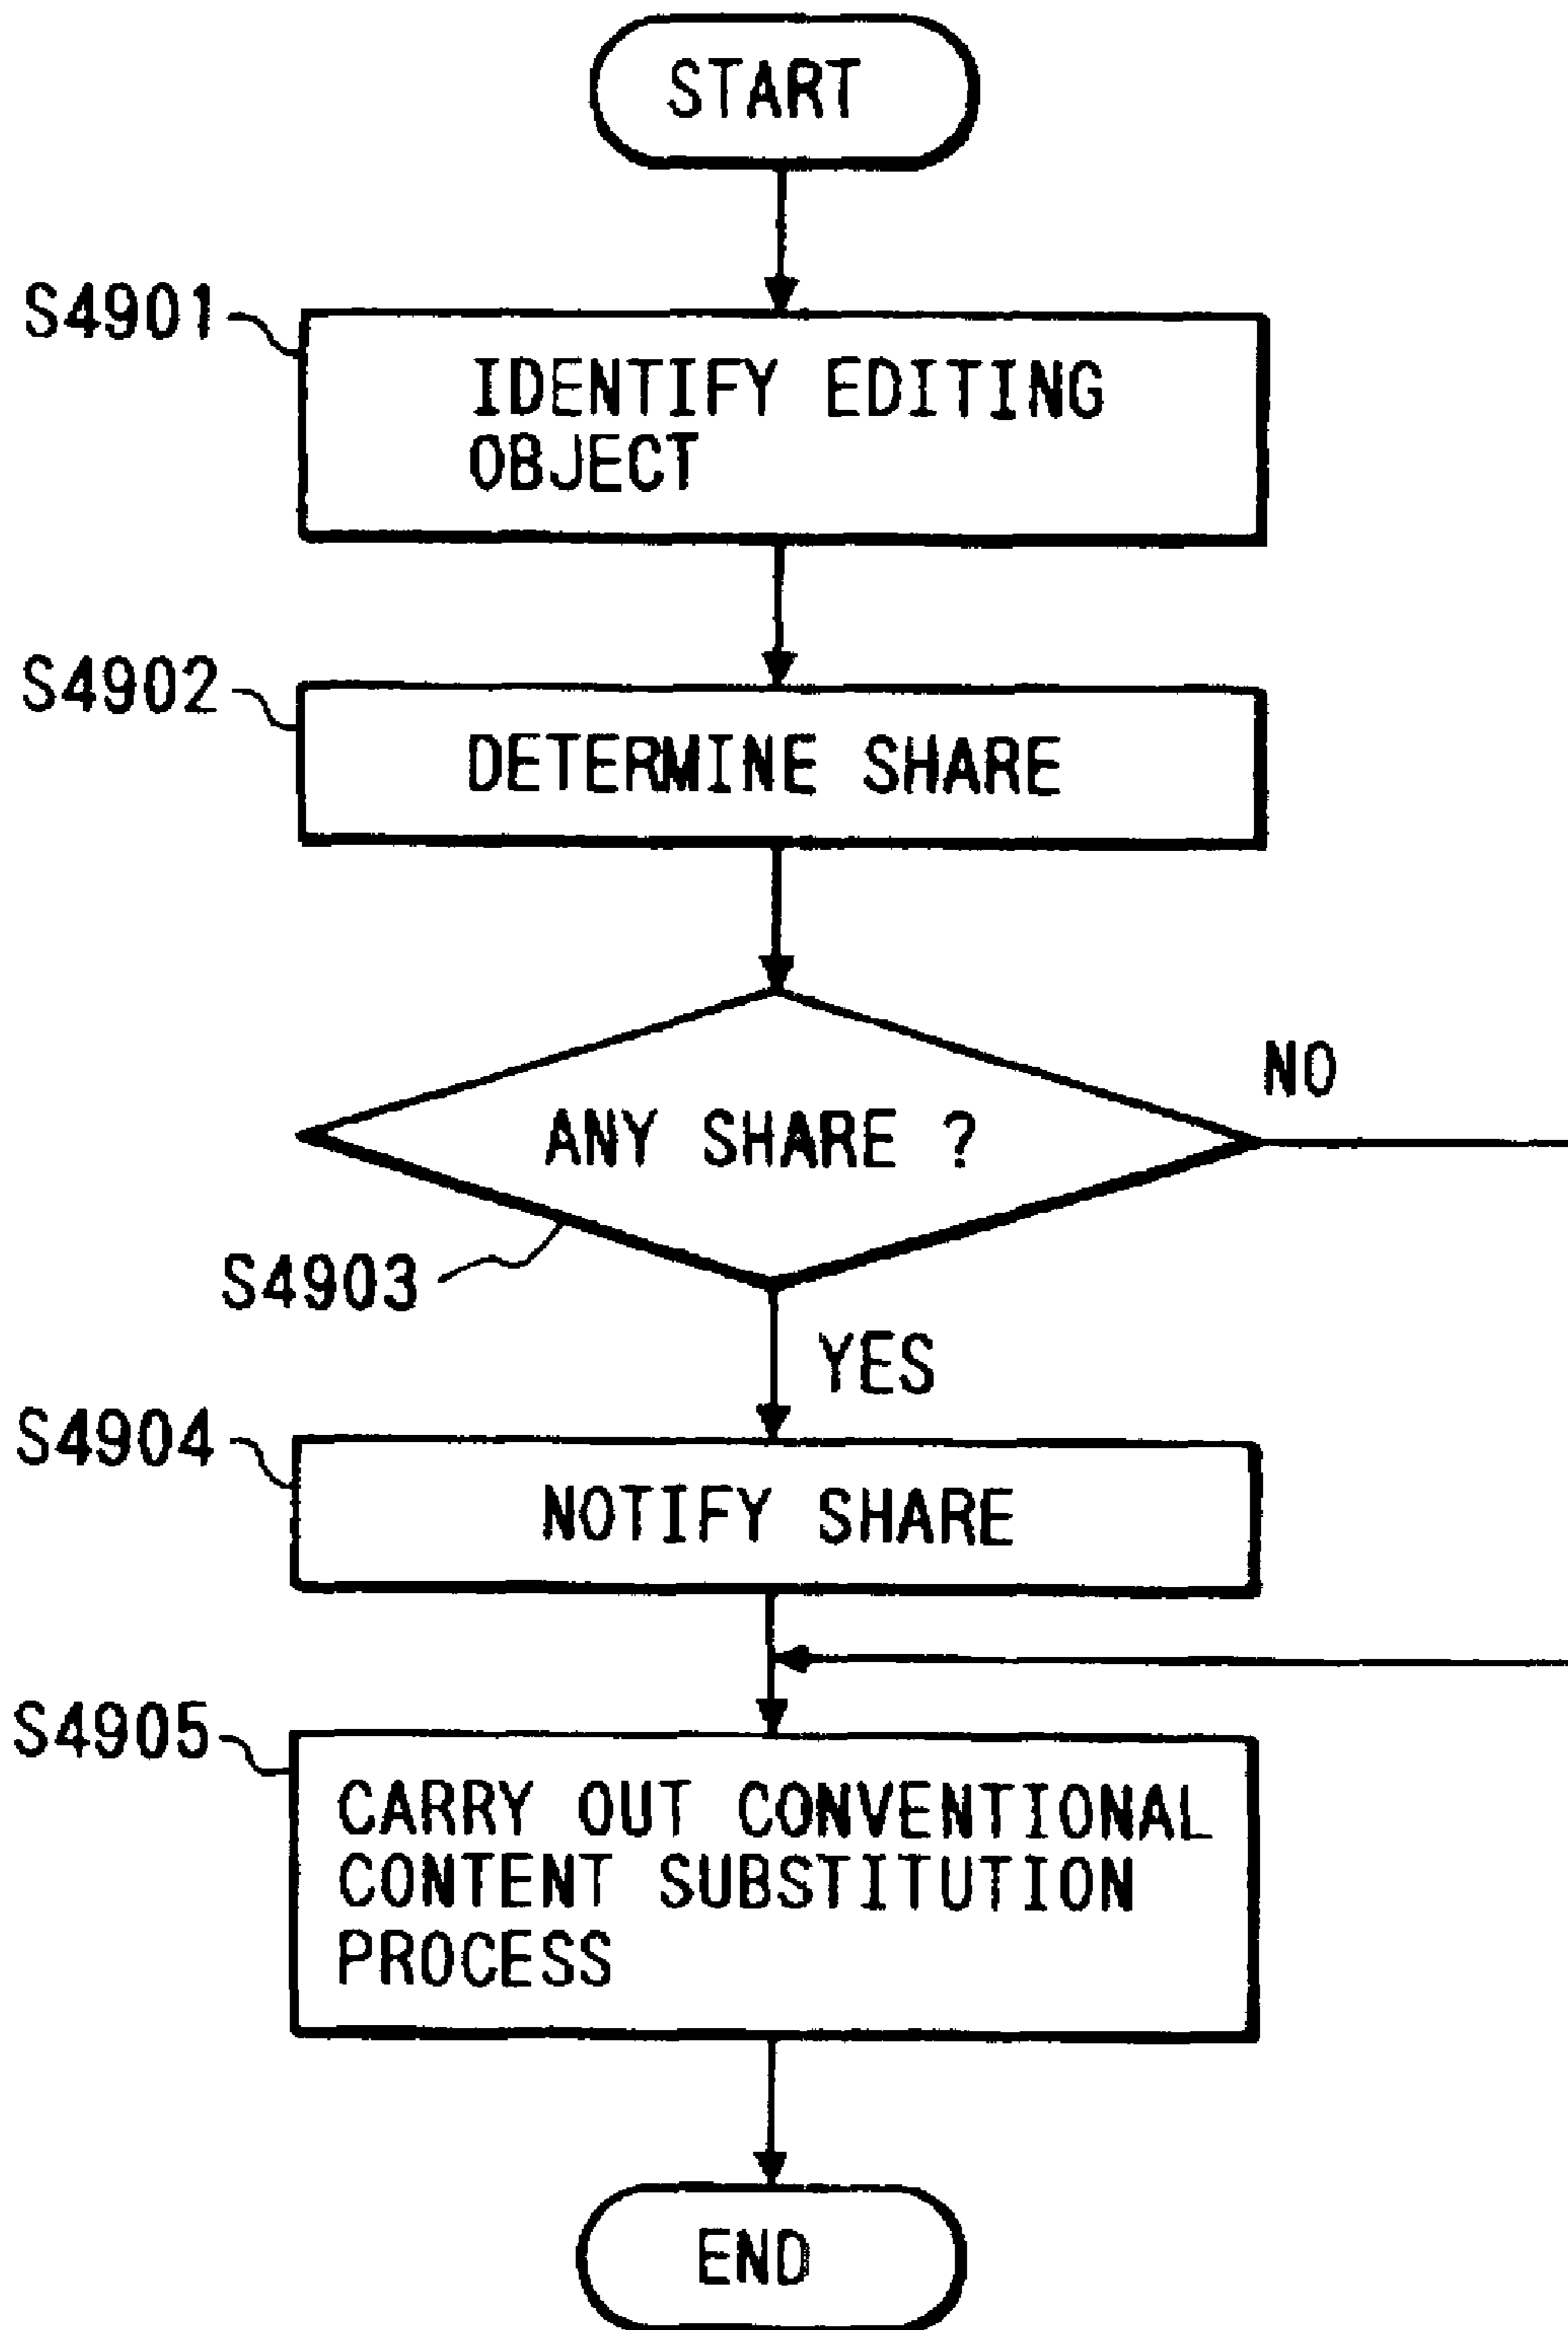 START
S4901
IDENTIFY EDITING
OBJECT
S4902
DETERMINE SHARE
NO
ANY SHARE ?
S4903
YES
S4904
NOTIFY SHARE
S4905
CARRY OUT CONVENTIONAL
CONTENT SUBSTITUTION
PROCESS
END